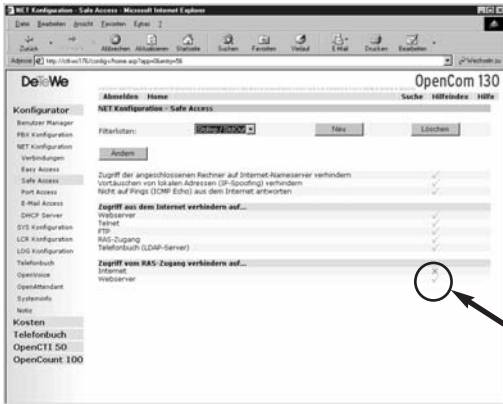 NET Konfiguration - Safe Access - Microsoft Internet Explorer
Datei Bearbeiten Ansicht Favoriten Extras ?
Zurück Abbrechen Aktualisieren Startseite Suchen Favoriten Verlauf E-Mail Drucken Bearbeiten
Adresse Wechseln zu
DeTeWe
OpenCom 130
Abmelden Home Suche Hilfeindex Hilfe
Konfigurator
NET Konfiguration - Safe Access
Benutzer Manager
PBX Konfiguration
NET Konfiguration
Verbindungen
Easy Access
Safe Access
Port Access
E-Mail Access
DHCP Server
SYS Konfiguration
LCR Konfiguration
LOG Konfiguration
Telefonbuch
OpenVoice
OpenAttendant
Systeminfo
Notiz
Kosten
Telefonbuch
OpenCTI 50
OpenCount 100
Filterlisten: Neu Löschen
Ändern
Zugriff der angeschlossenen Rechner auf Internet-Nameserver verhindern
Vortäuschen von lokalen Adressen (IP-Spoofing) verhindern
Nicht auf Pings (ICMP Echo) aus dem Internet antworten
Zugriff aus dem Internet verhindern auf...
Webserver
Telnet
FTP
RAS-Zugang
Telefonbuch (LDAP-Server)
Zugriff vom RAS-Zugang verhindern auf...
Internet
Webserver